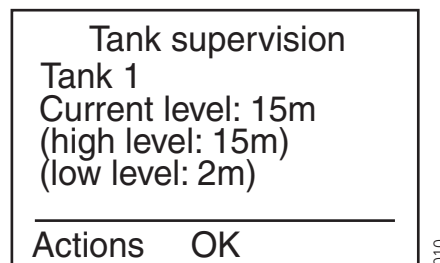 Tank supervision
Tank 1
Current level: 15m
(high level: 15m)
(low level: 2m)
Actions OK